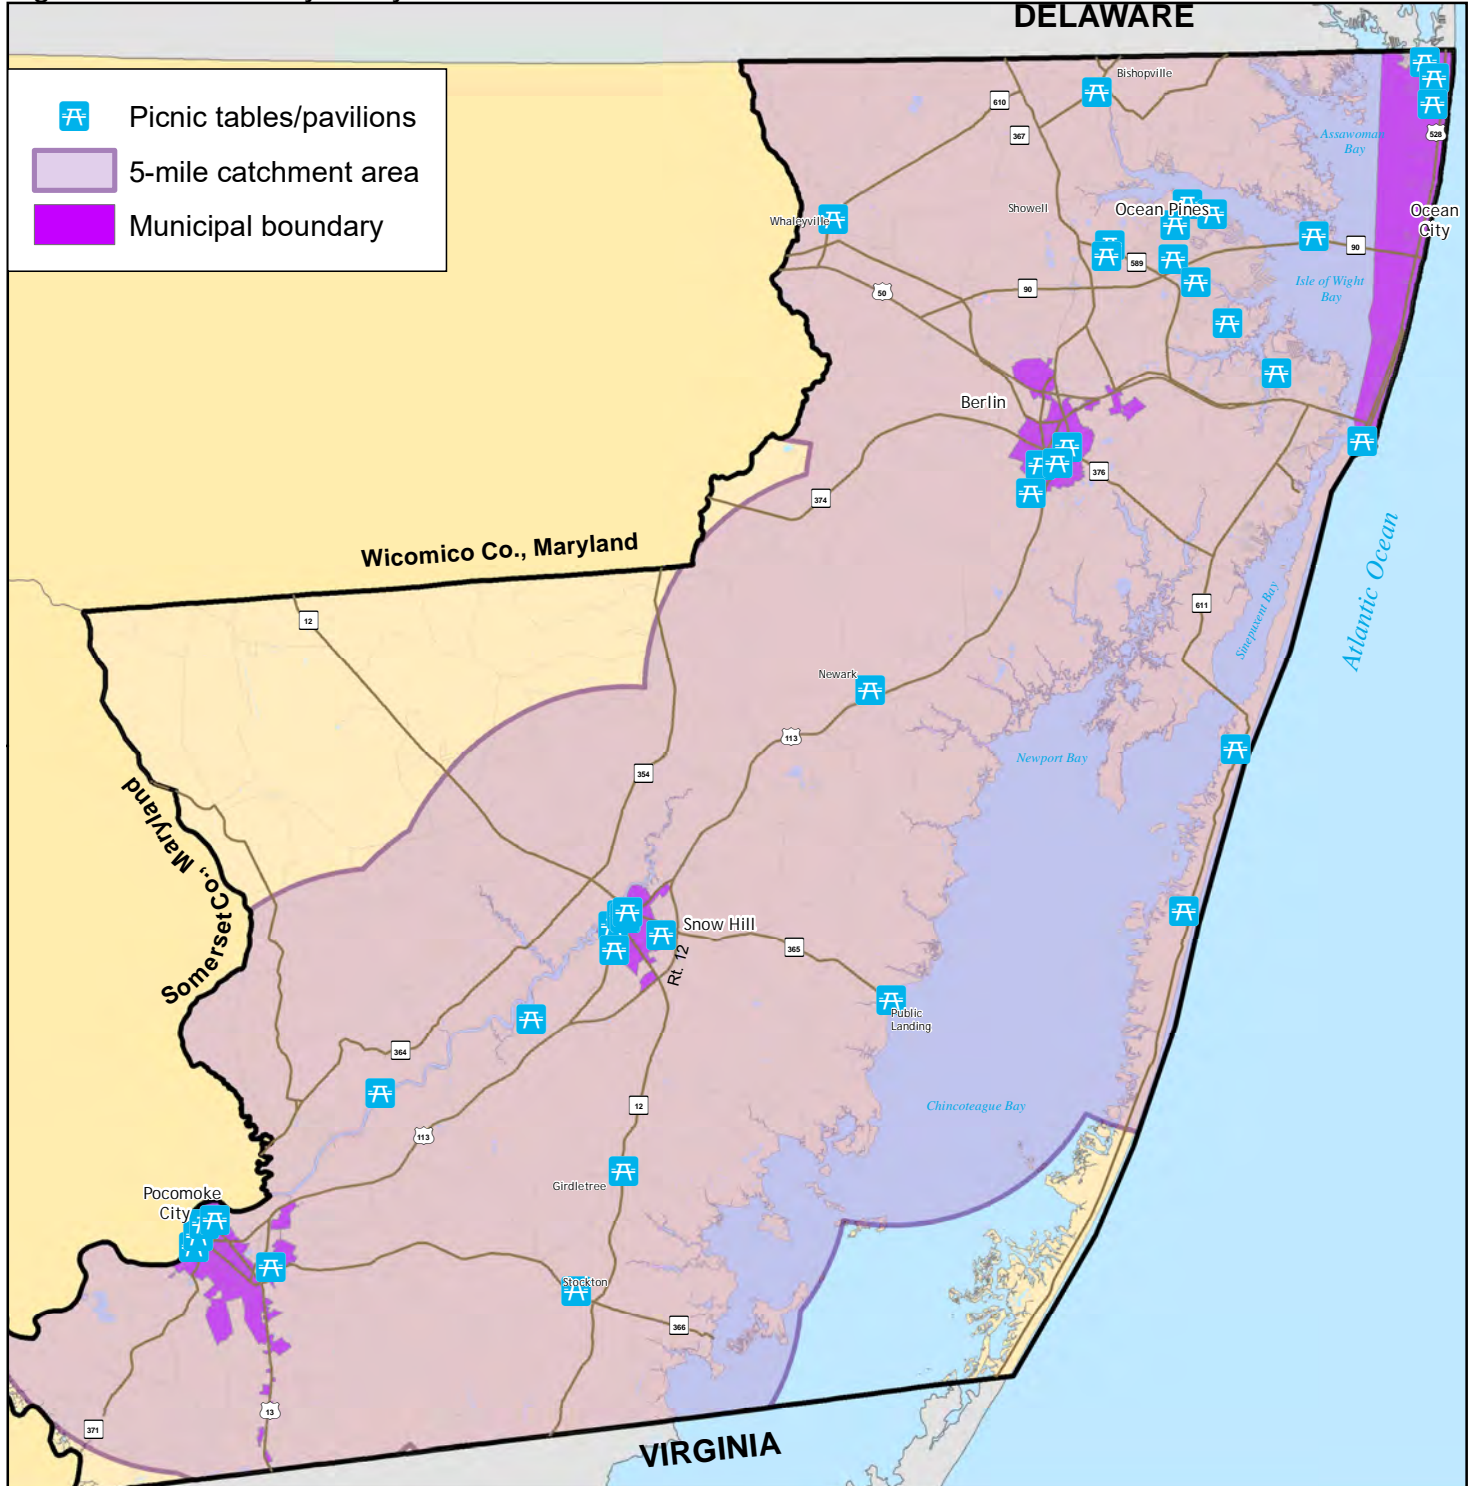 DELAWARE
Picnic tables/pavilions
5-mile catchment area
Municipal boundary
Bishopville
610
367
528
Assawoman
Bay
Whaleyville
Showell
Ocean Pines
Ocean
City
589
90
90
50
Isle of Wight
Bay
Berlin
376
374
Wicomico Co., Maryland
Atlantic Ocean
12
611
Sinepuxent Bay
Newark
113
354
Newport Bay
Somerset Co., Maryland
Snow Hill
Rt. 12
365
Public
Landing
364
12
113
Chincoteague Bay
Girdletree
Pocomoke
City
Stockton
366
371
13
VIRGINIA